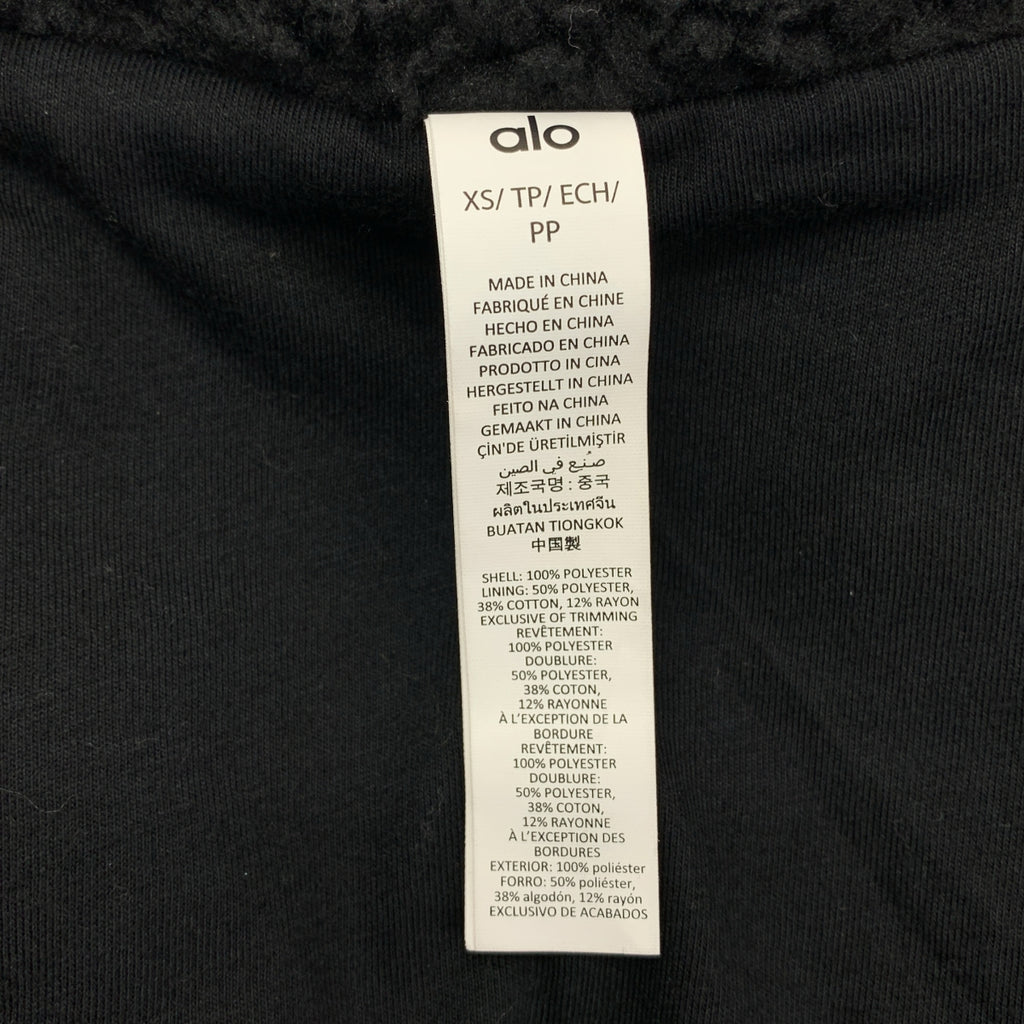 alo
XS/ TP/ ECH/
PP
MADE IN CHINA
FABRIQUÉ EN CHINE
HECHO EN CHINA
FABRICADO EN CHINA
PRODOTTO IN CINA
HERGESTELLT IN CHINA
FEITO NA CHINA
GEMAAKT IN CHINA
ÇİN'DE ÜRETİLMİŞTİR
صُنِع في الصين
제조국명 : 중국
ผลิตในประเทศจีน
BUATAN TIONGKOK
中国製
SHELL: 100% POLYESTER
LINING: 50% POLYESTER,
38% COTTON, 12% RAYON
EXCLUSIVE OF TRIMMING
REVÊTEMENT:
100% POLYESTER
DOUBLURE:
50% POLYESTER,
38% COTON,
12% RAYONNE
À L'EXCEPTION DE LA
BORDURE
REVÊTEMENT:
100% POLYESTER
DOUBLURE:
50% POLYESTER,
38% COTON,
12% RAYONNE
À L'EXCEPTION DES
BORDURES
EXTERIOR: 100% poliéster
FORRO: 50% poliéster,
38% algodón, 12% rayón
EXCLUSIVO DE ACABADOS